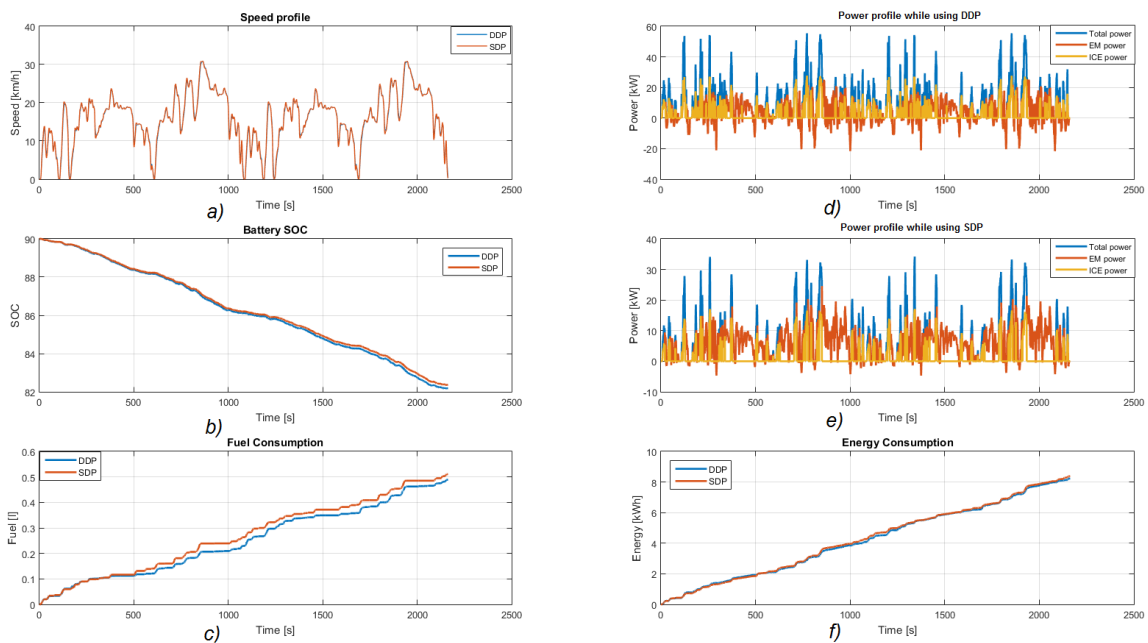 Speed profile
40
30
20
10
0
Speed [km/h]
DDP
SDP
0 500 1000 1500 2000 2500
Time [s]
a)
Battery SOC
90
88
86
84
82
SOC
DDP
SDP
0 500 1000 1500 2000 2500
Time [s]
b)
Fuel Consumption
0.6
0.5
0.4
0.3
0.2
0.1
0
Fuel [l]
DDP
SDP
0 500 1000 1500 2000 2500
Time [s]
c)
Power profile while using DDP
60
40
20
0
-20
-40
Power [kW]
Total power
EM power
ICE power
0 500 1000 1500 2000 2500
Time [s]
d)
Power profile while using SDP
40
30
20
10
0
-10
Power [kW]
Total power
EM power
ICE power
0 500 1000 1500 2000 2500
Time [s]
e)
Energy Consumption
10
8
6
4
2
0
Energy [kWh]
DDP
SDP
0 500 1000 1500 2000 2500
Time [s]
f)